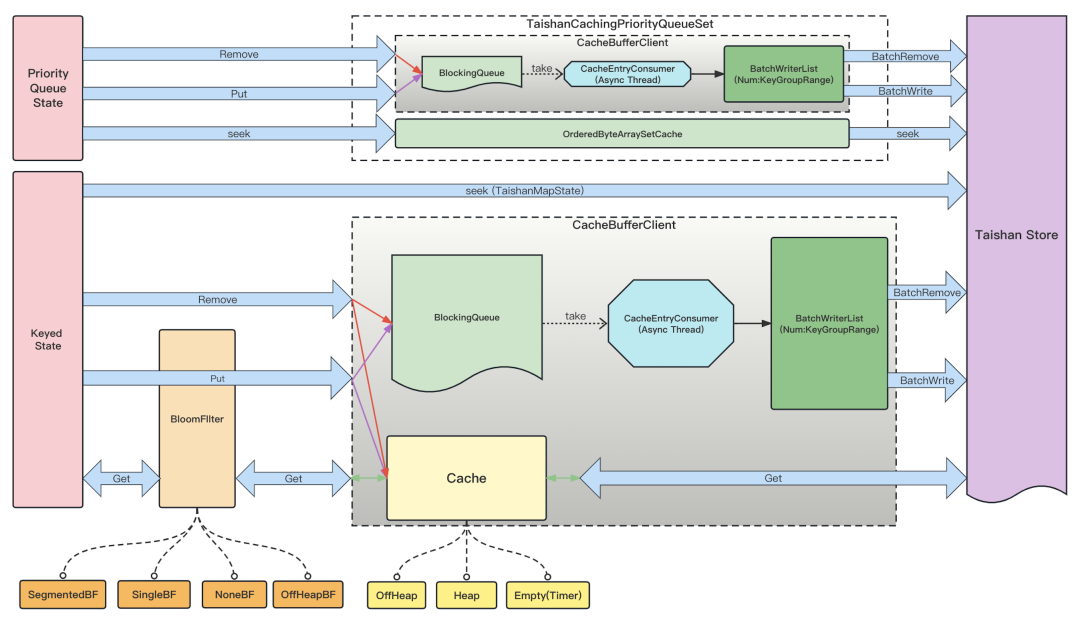 TaishanCachingPriorityQueueSet
CacheBufferClient
Priority
Queue
State
Remove
Put
seek
BlockingQueue
take
CacheEntryConsumer
(Async Thread)
BatchWriterList
(Num:KeyGroupRange)
BatchRemove
BatchWrite
OrderedByteArraySetCache
seek
Taishan Store
seek (TaishanMapState)
CacheBufferClient
Keyed
State
Remove
Put
Get
BloomFIlter
Get
BlockingQueue
take
CacheEntryConsumer
(Async Thread)
BatchWriterList
(Num:KeyGroupRange)
BatchRemove
BatchWrite
Cache
Get
SegmentedBF
SingleBF
NoneBF
OffHeapBF
OffHeap
Heap
Empty(Timer)